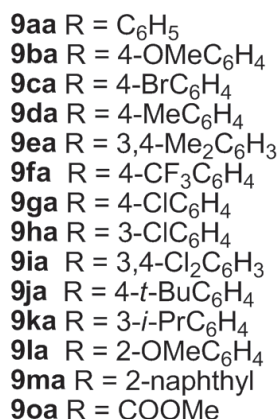 9aa R = C₆H₅
9ba R = 4-OMeC₆H₄
9ca R = 4-BrC₆H₄
9da R = 4-MeC₆H₄
9ea R = 3,4-Me₂C₆H₃
9fa R = 4-CF₃C₆H₄
9ga R = 4-ClC₆H₄
9ha R = 3-ClC₆H₄
9ia R = 3,4-Cl₂C₆H₃
9ja R = 4-t-BuC₆H₄
9ka R = 3-i-PrC₆H₄
9la R = 2-OMeC₆H₄
9ma R = 2-naphthyl
9oa R = COOMe